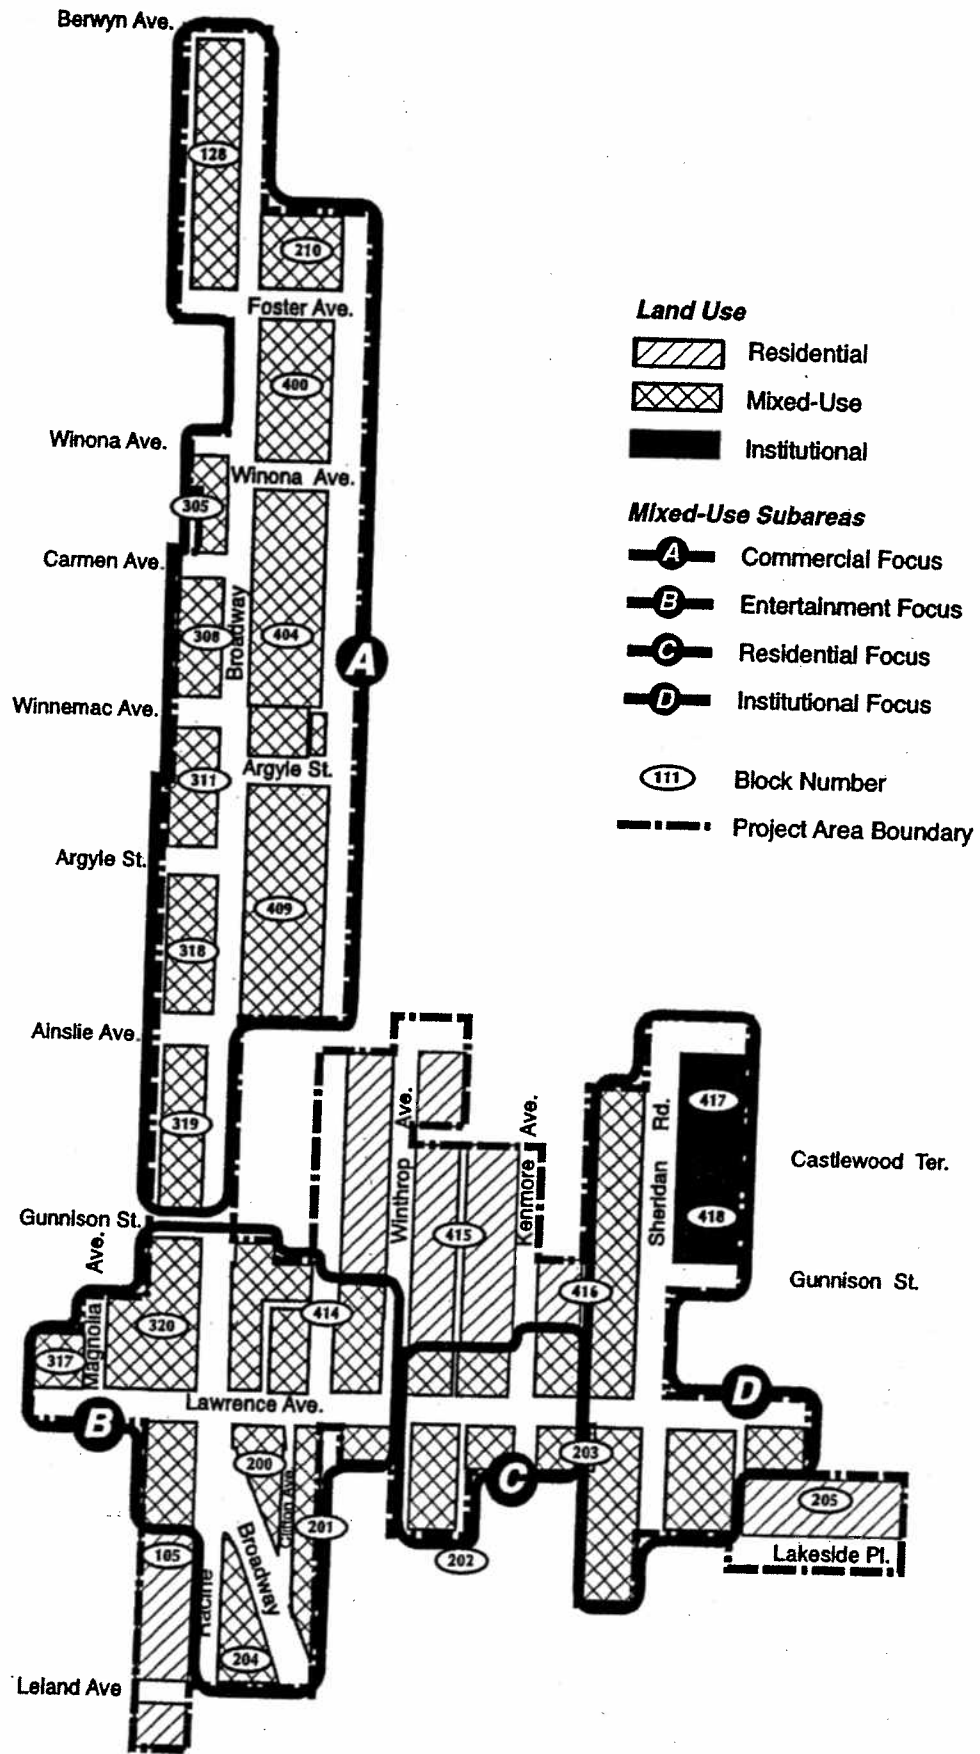 Berwyn Ave.
128
210
Foster Ave.
400
Winona Ave.
Winona Ave.
305
Carmen Ave.
308
Broadway
404
A
Winnemac Ave.
311
Argyle St.
Argyle St.
409
318
Ainslie Ave.
319
Gunnison St.
Land Use
Residential
Mixed-Use
Institutional
Mixed-Use Subareas
A Commercial Focus
B Entertainment Focus
C Residential Focus
D Institutional Focus
111 Block Number
Project Area Boundary
Winthrop Ave.
Kenmore Ave.
Sheridan Rd.
417
Castlewood Ter.
418
415
Gunnison St.
416
Magnolia Ave.
320
414
317
Lawrence Ave.
B
D
200
Clifton Ave.
201
203
C
202
205
Lakeside Pl.
105
Racine
Broadway
204
Leland Ave